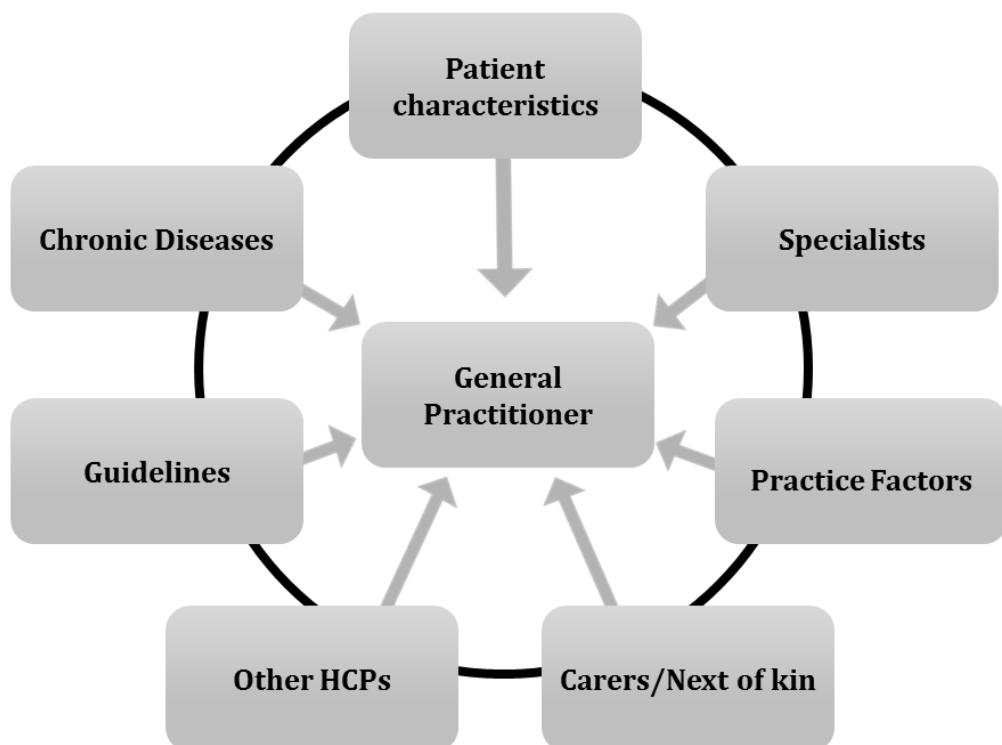 Patient
characteristics
Chronic Diseases
Specialists
General
Practitioner
Guidelines
Practice Factors
Other HCPs
Carers/Next of kin